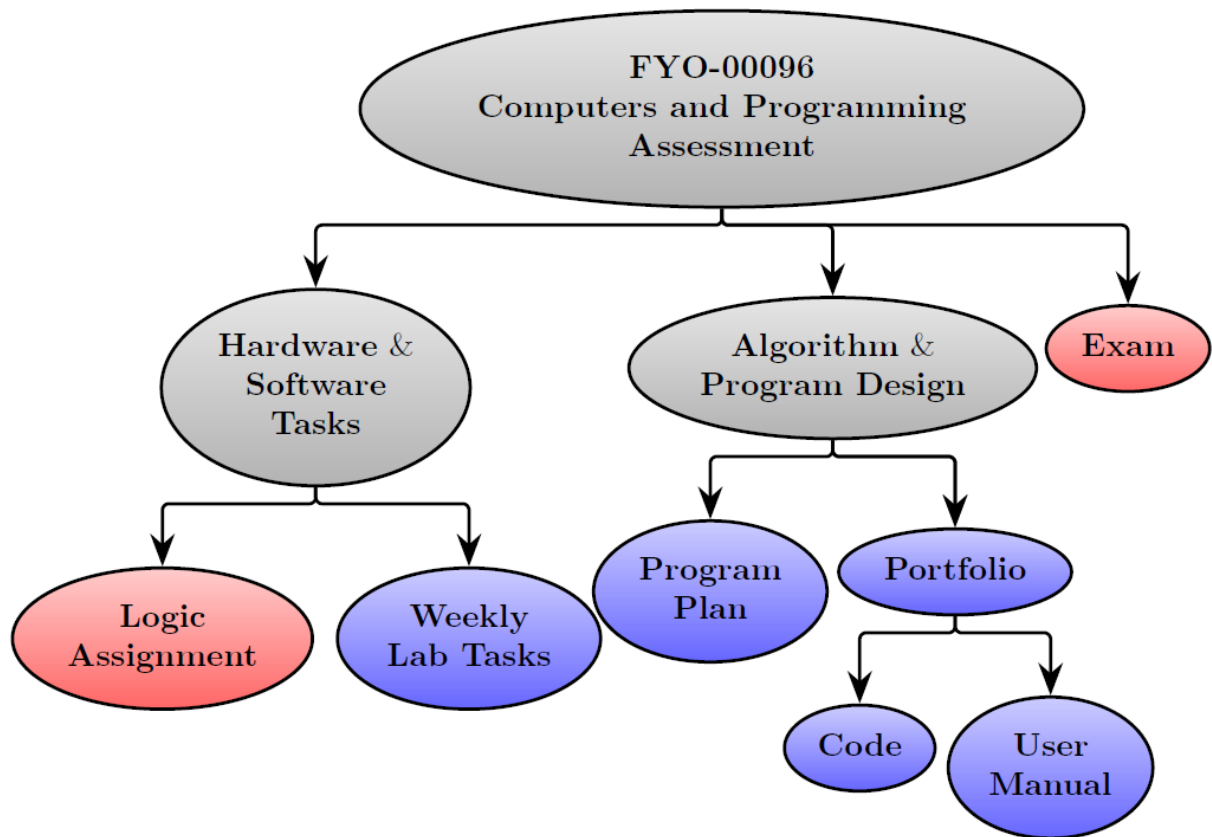 FYO-00096
Computers and Programming
Assessment
Hardware &
Software
Tasks
Algorithm &
Program Design
Exam
Logic
Assignment
Weekly
Lab Tasks
Program
Plan
Portfolio
Code
User
Manual